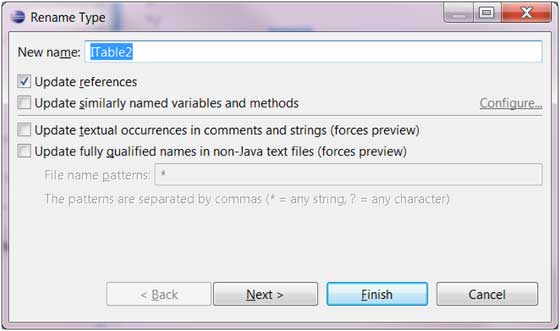 Rename Type
New name: ITable2
Update references
Update similarly named variables and methods Configure...
Update textual occurrences in comments and strings (forces preview)
Update fully qualified names in non-Java text files (forces preview)
File name patterns: *
The patterns are separated by commas (* = any string, ? = any character)
< Back Next > Finish Cancel